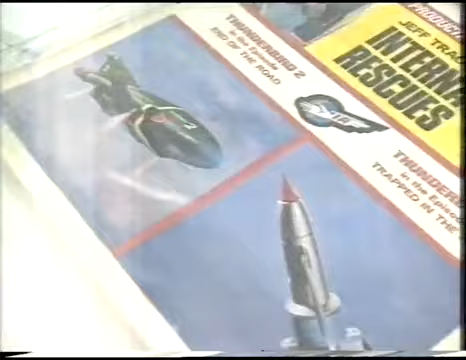 THUNDERBIRD 2
in the Episode
END OF THE ROAD
PRODUC
JEFF TRAC
INTERNA
RESCUES
THUNDER
in the Episo
TRAPPED IN THE